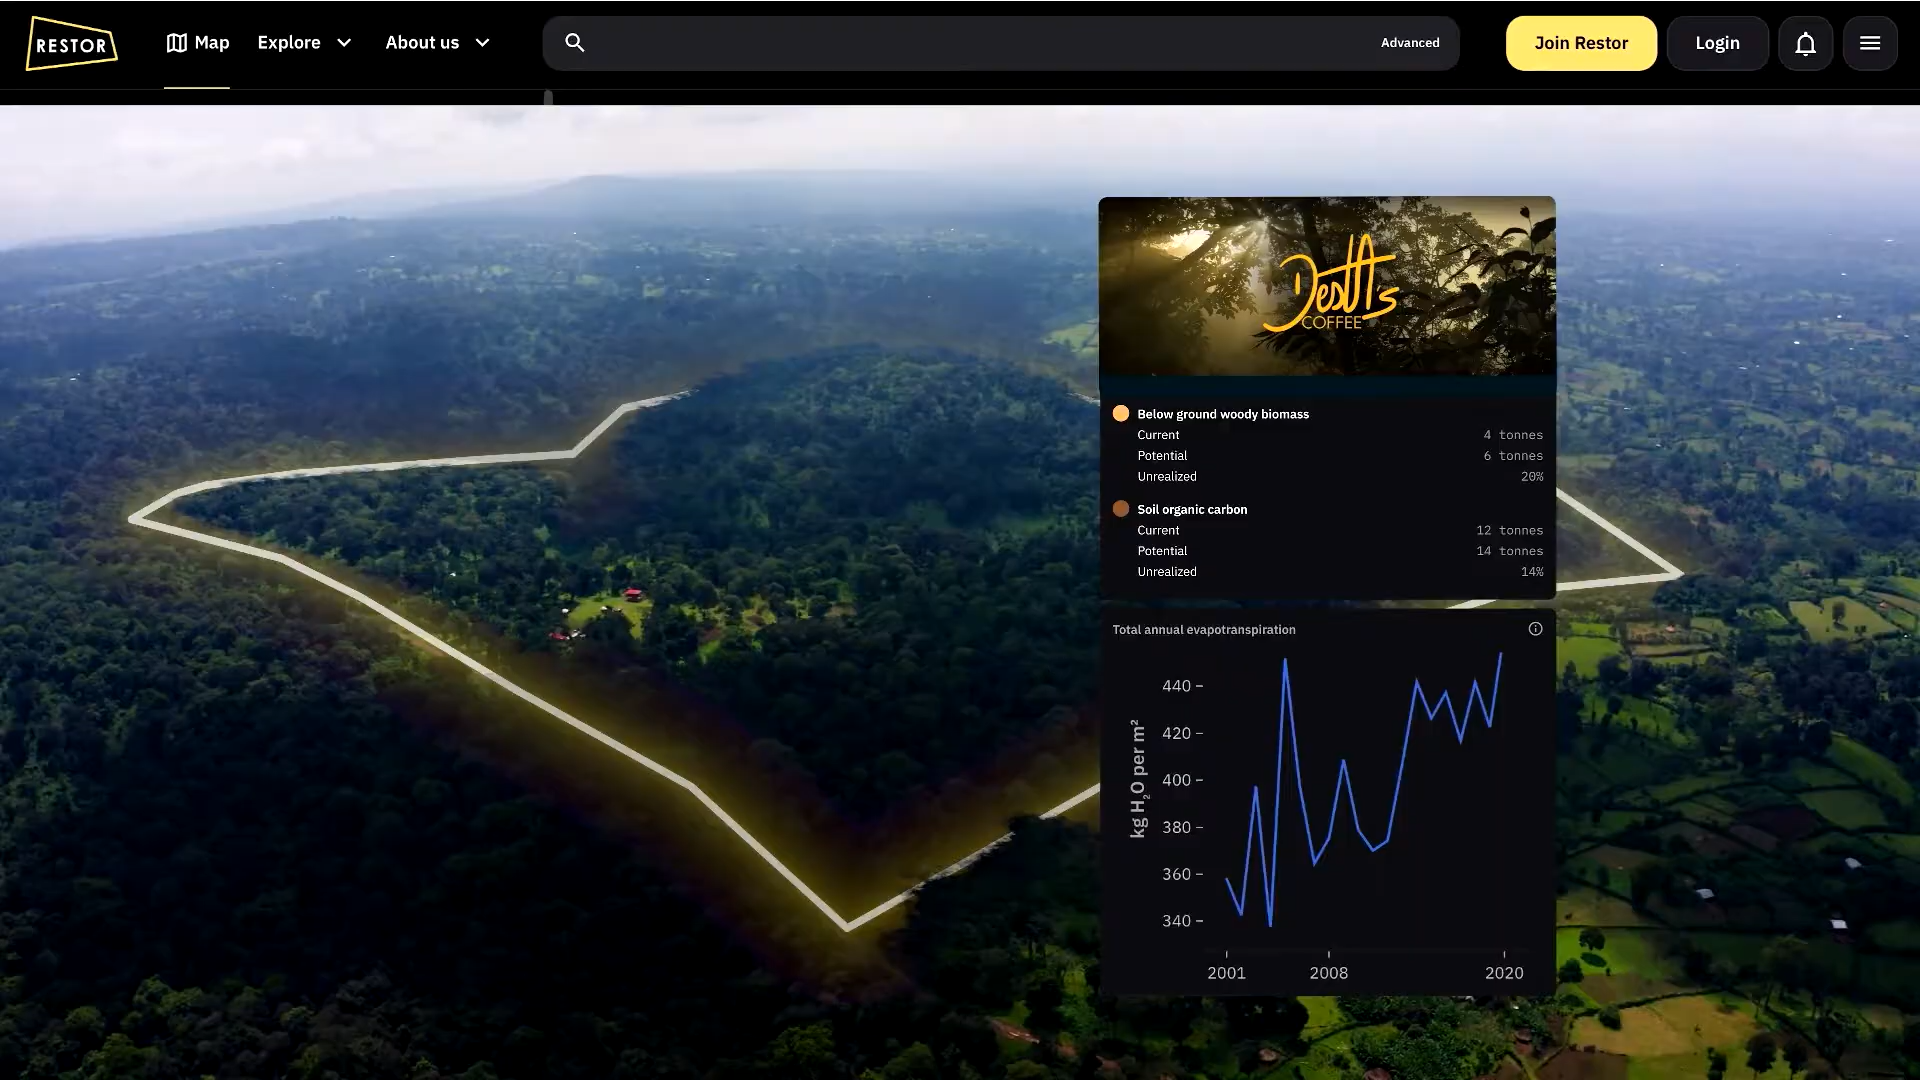 RESTOR
Map
Explore
About us
Advanced
Join Restor
Login
DestA's
COFFEE
Below ground woody biomass
Current 4 tonnes
Potential 6 tonnes
Unrealized 20%
Soil organic carbon
Current 12 tonnes
Potential 14 tonnes
Unrealized 14%
Total annual evapotranspiration
kg H₂O per m²
440
420
400
380
360
340
2001 2008 2020